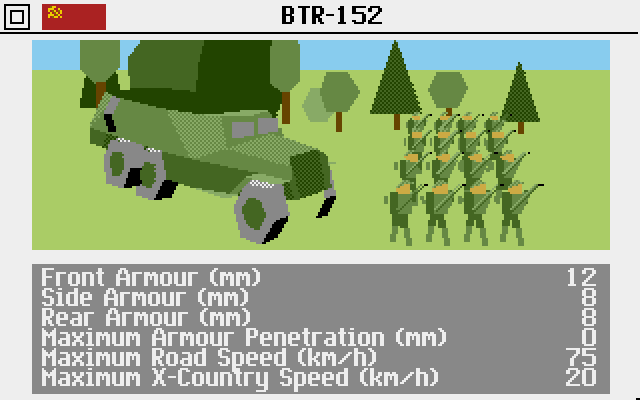 BTR-152
Front Armour (mm) 12
Side Armour (mm) 8
Rear Armour (mm) 8
Maximum Armour Penetration (mm) 0
Maximum Road Speed (km/h) 75
Maximum X-Country Speed (km/h) 20